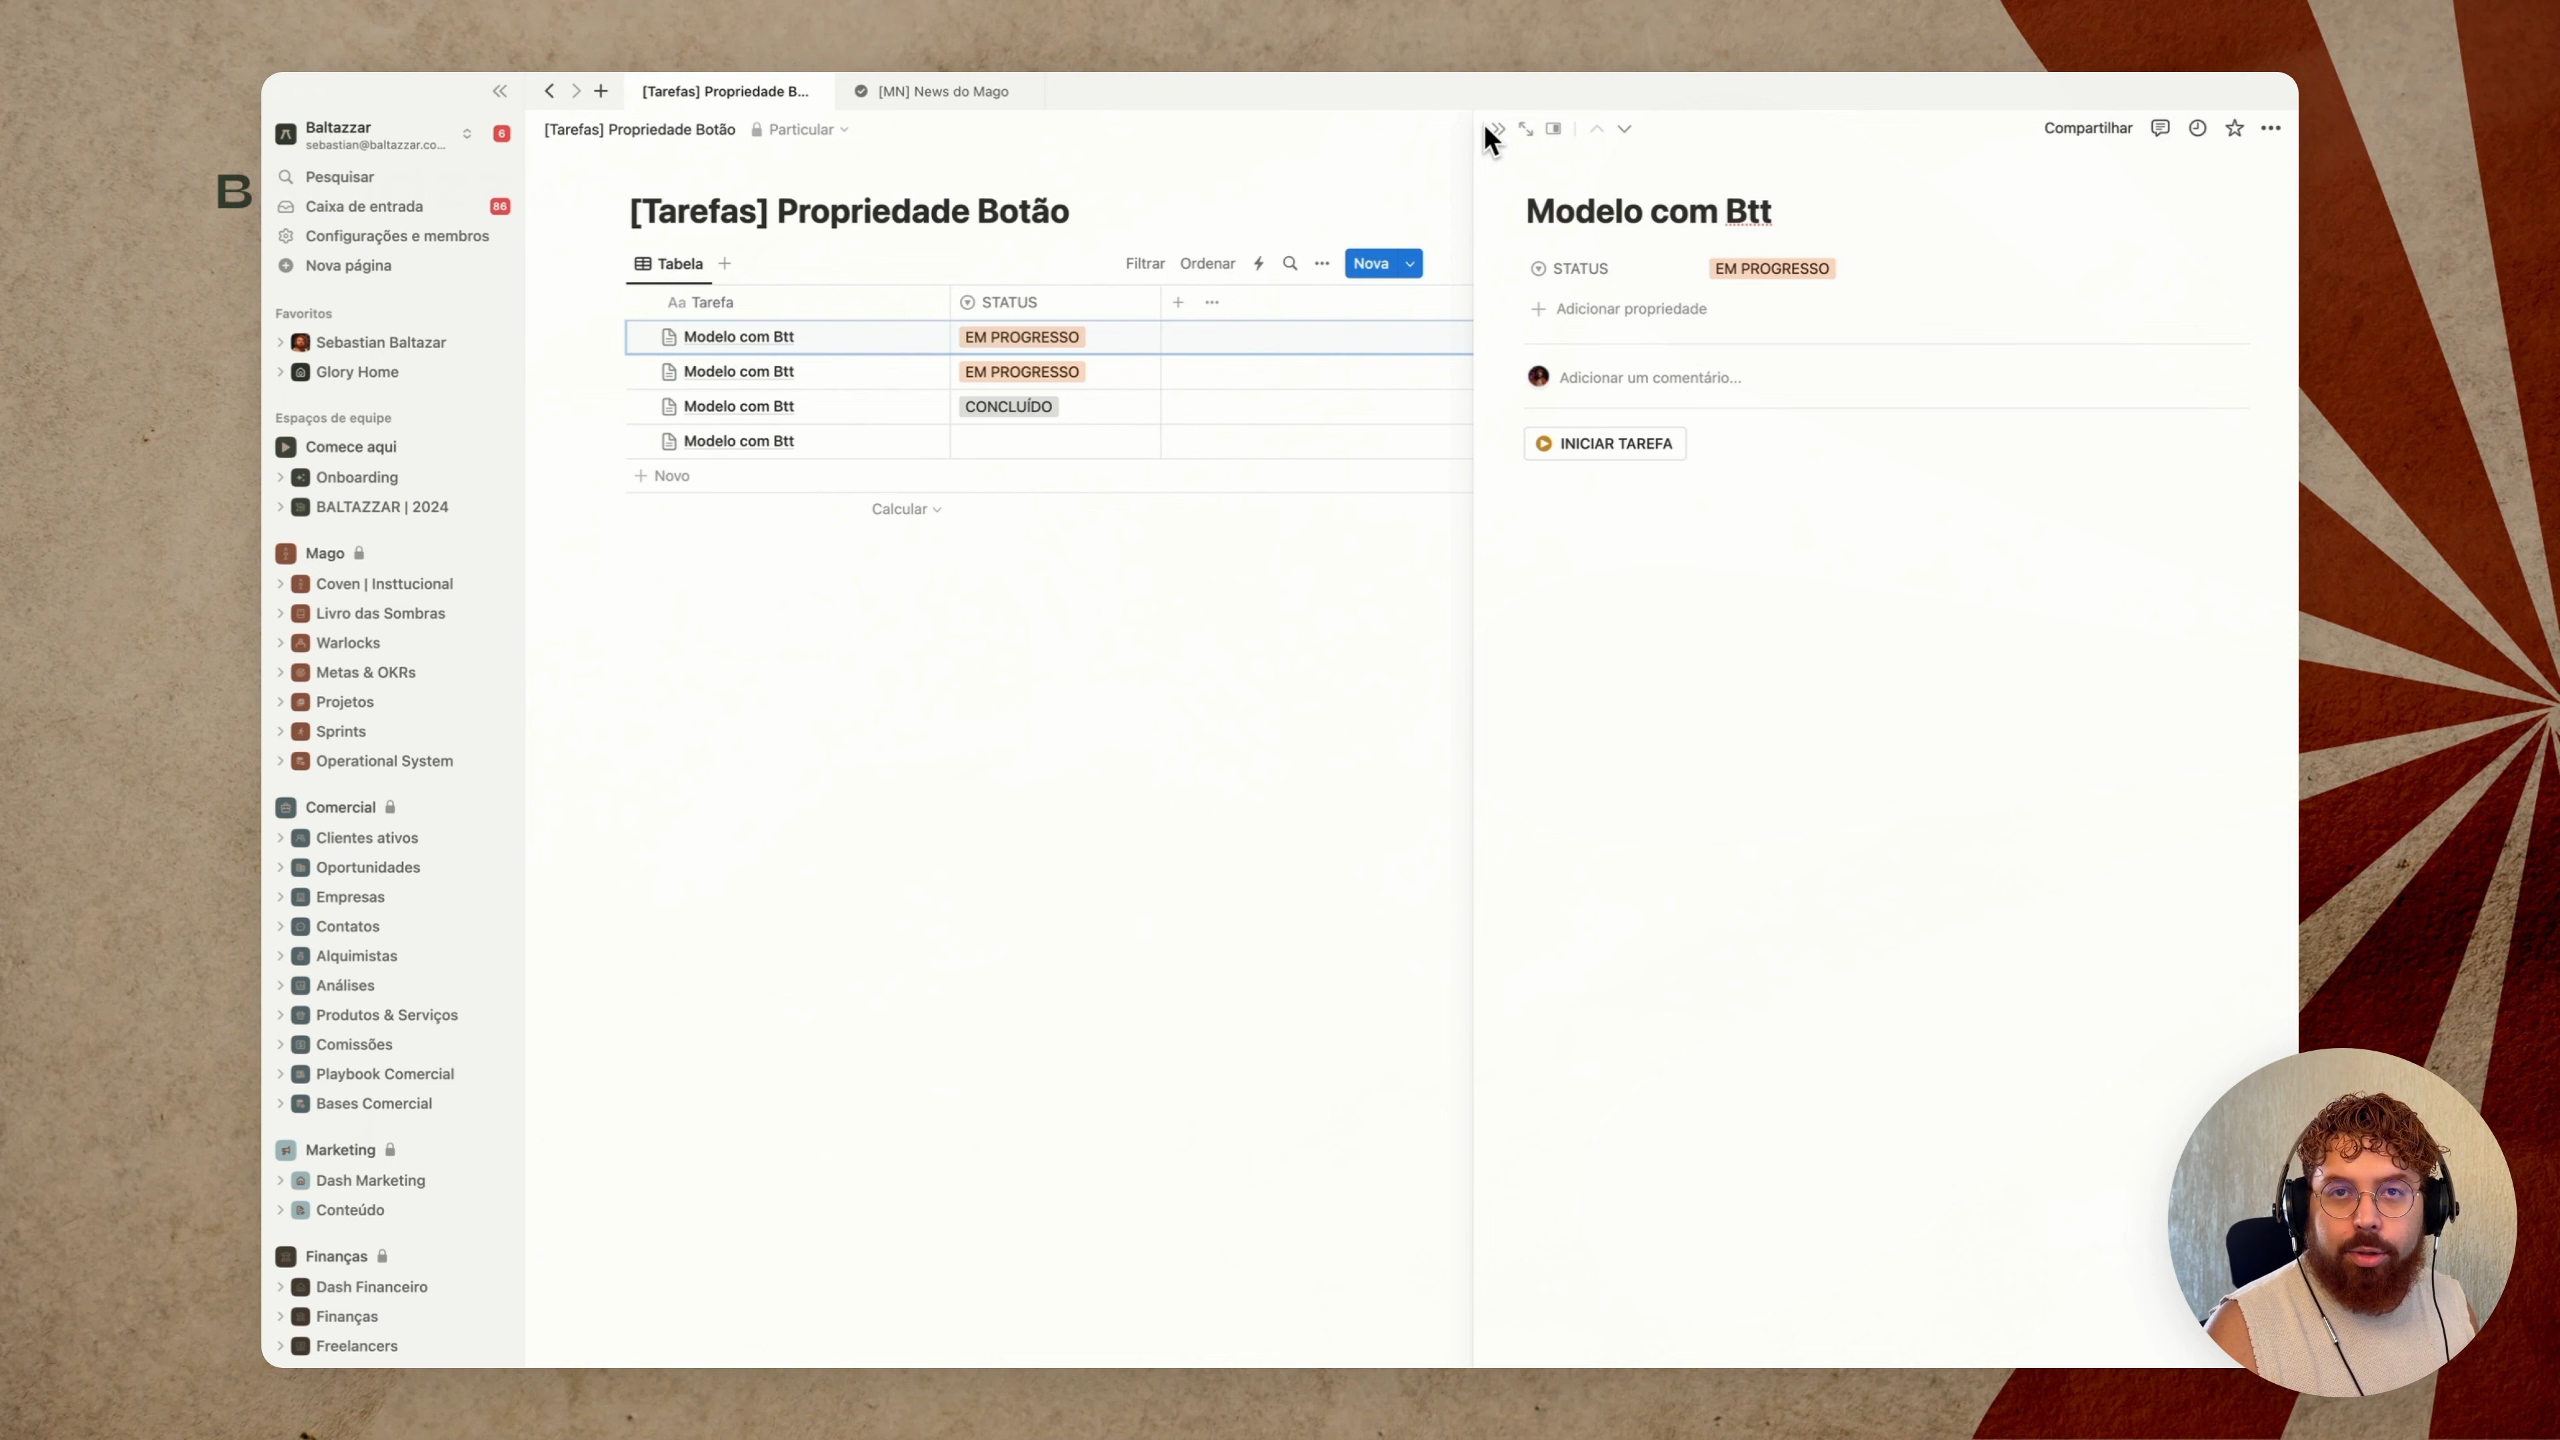 B
Baltazzar
sebastian@baltazzar.co...
6
Pesquisar
Caixa de entrada
86
Configurações e membros
Nova página
Favoritos
Sebastian Baltazar
Glory Home
Espaços de equipe
Comece aqui
Onboarding
BALTAZZAR | 2024
Mago
Coven | Insttucional
Livro das Sombras
Warlocks
Metas & OKRs
Projetos
Sprints
Operational System
Comercial
Clientes ativos
Oportunidades
Empresas
Contatos
Alquimistas
Análises
Produtos & Serviços
Comissões
Playbook Comercial
Bases Comercial
Marketing
Dash Marketing
Conteúdo
Finanças
Dash Financeiro
Finanças
Freelancers
[Tarefas] Propriedade B...
[MN] News do Mago
[Tarefas] Propriedade Botão
Particular
[Tarefas] Propriedade Botão
Tabela
Filtrar
Ordenar
Nova
Aa Tarefa
STATUS
Modelo com Btt
EM PROGRESSO
Modelo com Btt
EM PROGRESSO
Modelo com Btt
CONCLUÍDO
Modelo com Btt
Novo
Calcular
Compartilhar
Modelo com Btt
STATUS
EM PROGRESSO
Adicionar propriedade
Adicionar um comentário...
INICIAR TAREFA